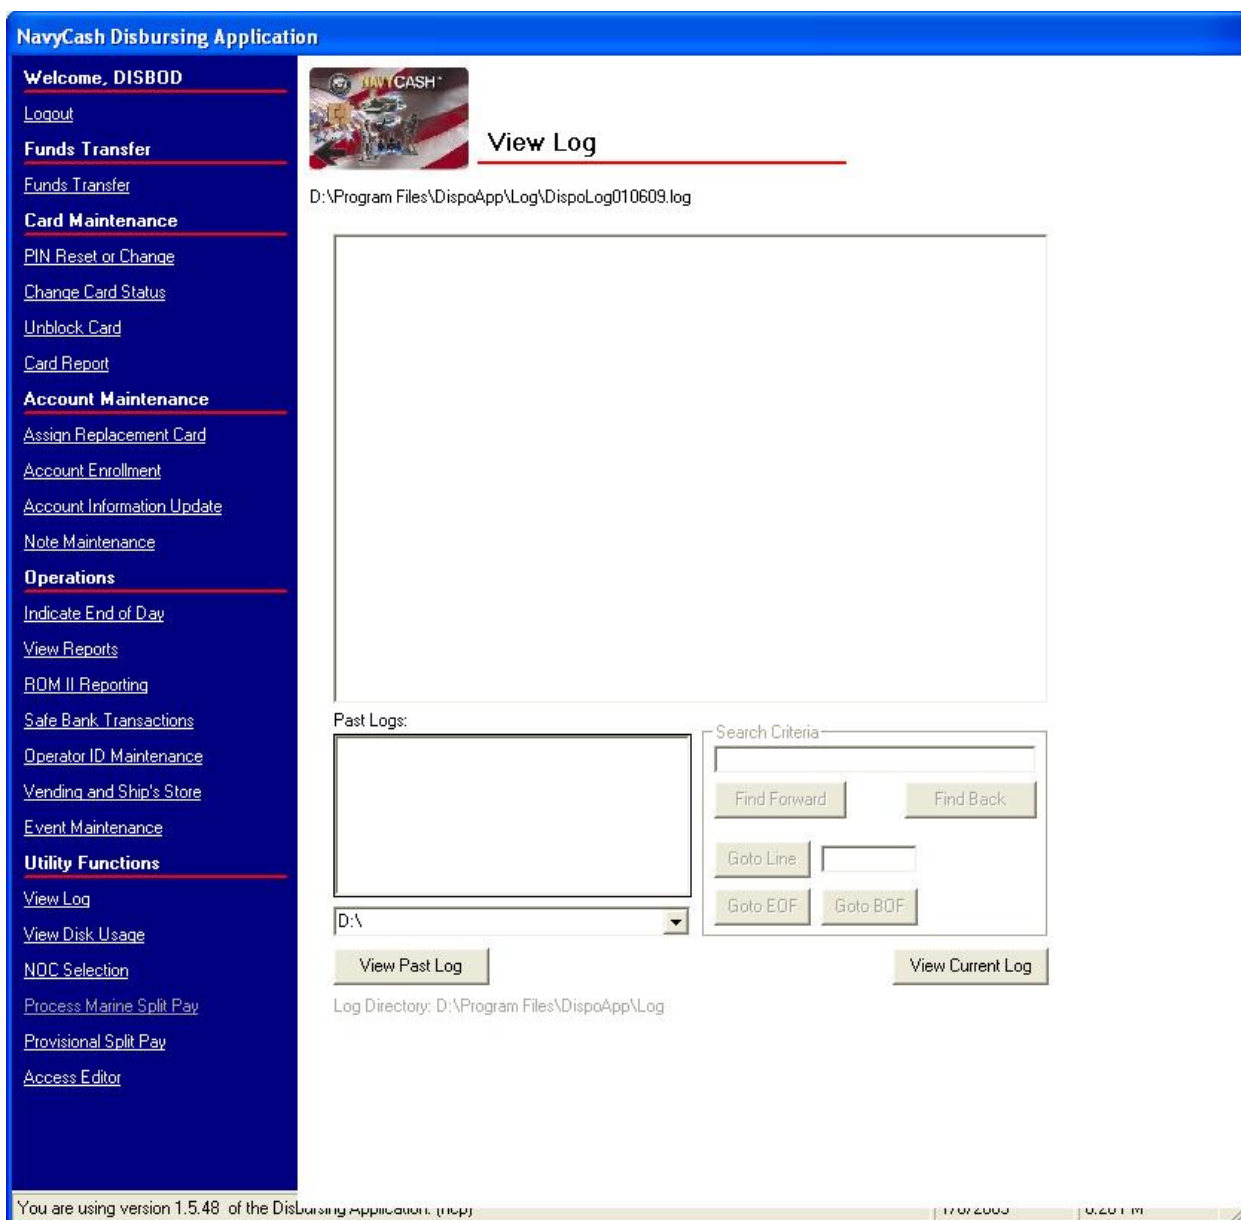 NavyCash Disbursing Application
Welcome, DISBOD
Logout
Funds Transfer
Funds Transfer
Card Maintenance
PIN Reset or Change
Change Card Status
Unblock Card
Card Report
Account Maintenance
Assign Replacement Card
Account Enrollment
Account Information Update
Note Maintenance
Operations
Indicate End of Day
View Reports
ROM II Reporting
Safe Bank Transactions
Operator ID Maintenance
Vending and Ship's Store
Event Maintenance
Utility Functions
View Log
View Disk Usage
NOC Selection
Process Marine Split Pay
Provisional Split Pay
Access Editor
NAVYCASH
View Log
D:\Program Files\DispoApp\Log\DispoLog010609.log
Past Logs:
D:\
View Past Log
Search Criteria
Find Forward Find Back
Goto Line
Goto EOF Goto BOF
View Current Log
Log Directory: D:\Program Files\DispoApp\Log
You are using version 1.5.48 of the Disbursing Application. (ncp)